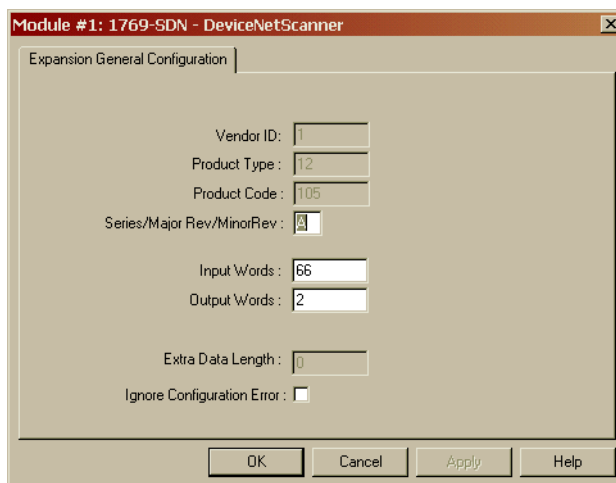 Module #1: 1769-SDN - DeviceNetScanner
Expansion General Configuration
Vendor ID: 1
Product Type : 12
Product Code : 105
Series/Major Rev/MinorRev : A
Input Words : 66
Output Words : 2
Extra Data Length : 0
Ignore Configuration Error :
OK Cancel Apply Help